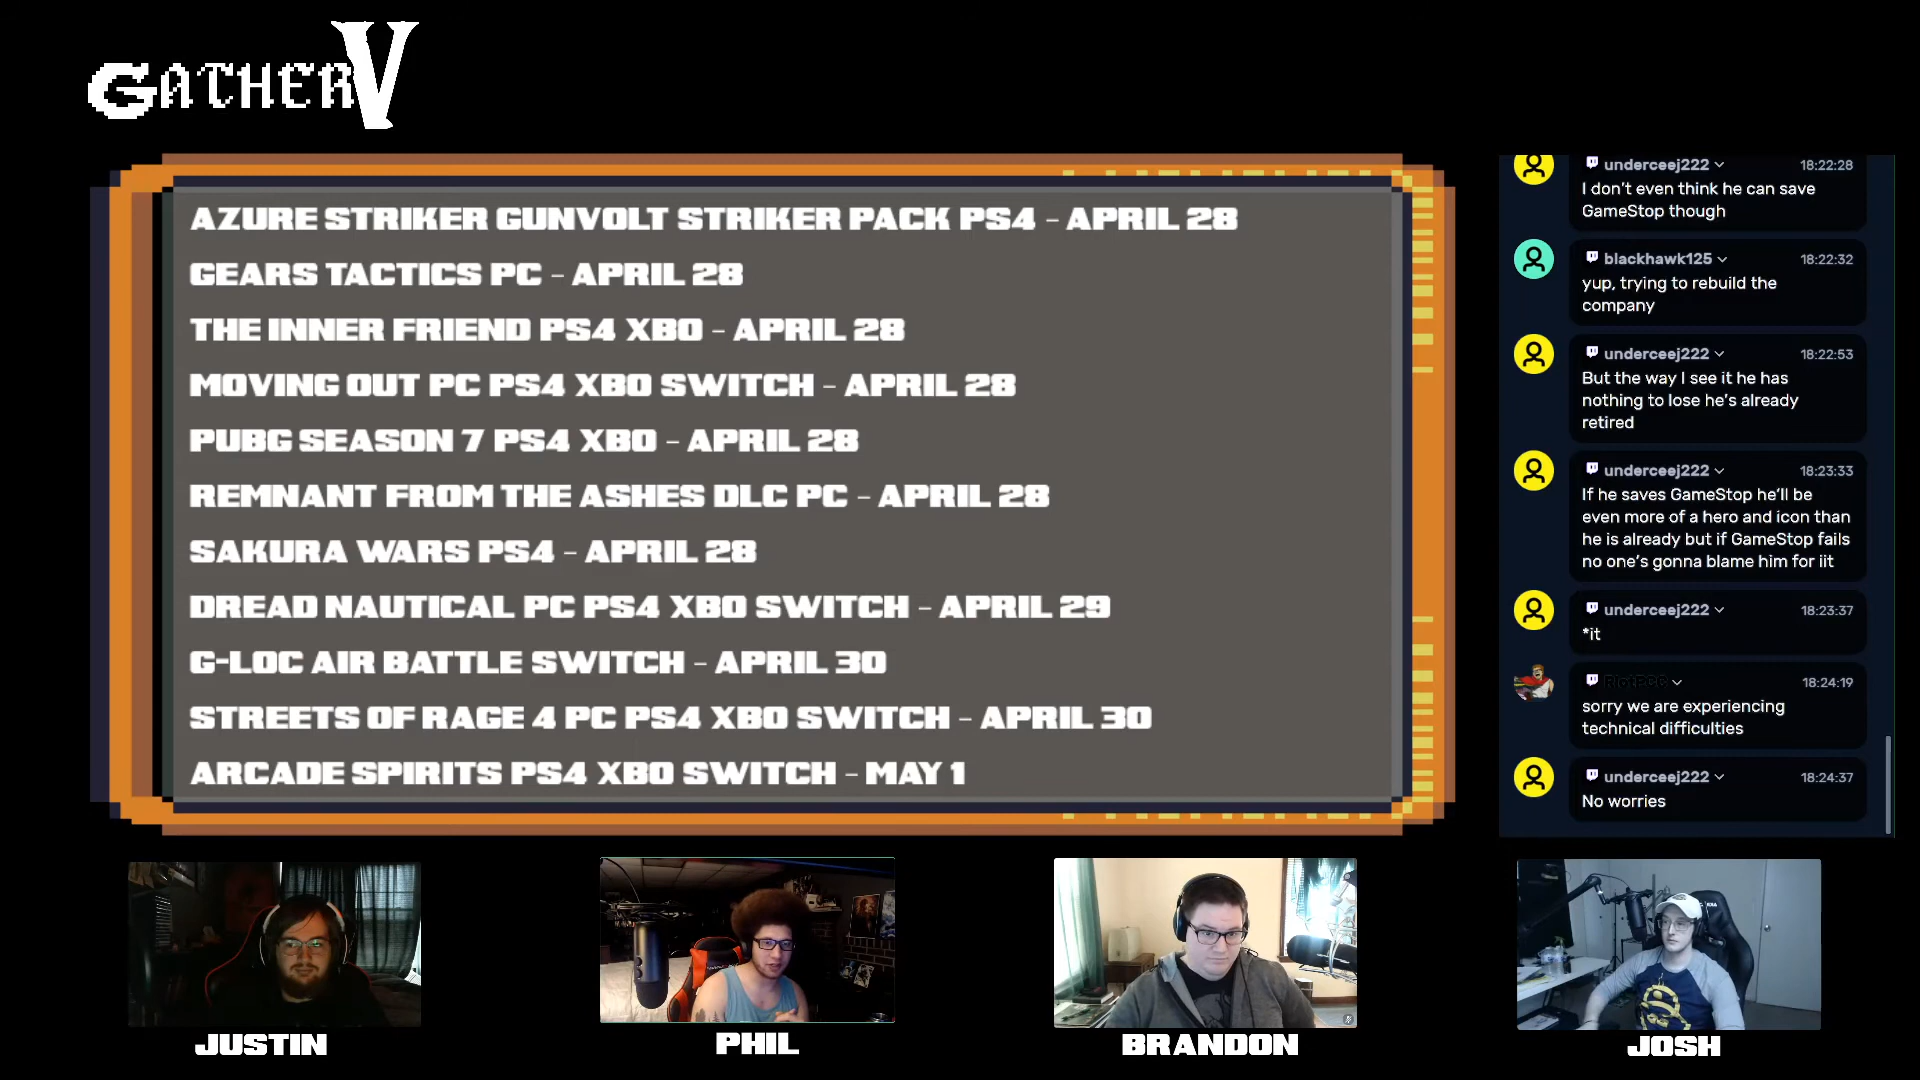 GATHER V
AZURE STRIKER GUNVOLT STRIKER PACK PS4 - APRIL 28
GEARS TACTICS PC - APRIL 28
THE INNER FRIEND PS4 XBO - APRIL 28
MOVING OUT PC PS4 XBO SWITCH - APRIL 28
PUBG SEASON 7 PS4 XBO - APRIL 28
REMNANT FROM THE ASHES DLC PC - APRIL 28
SAKURA WARS PS4 - APRIL 28
DREAD NAUTICAL PC PS4 XBO SWITCH - APRIL 29
G-LOC AIR BATTLE SWITCH - APRIL 30
STREETS OF RAGE 4 PC PS4 XBO SWITCH - APRIL 30
ARCADE SPIRITS PS4 XBO SWITCH - MAY 1
underceej222 18:22:28
I don't even think he can save
GameStop though
blackhawk125 18:22:32
yup, trying to rebuild the
company
underceej222 18:22:53
But the way I see it he has
nothing to lose he's already
retired
underceej222 18:23:33
If he saves GameStop he'll be
even more of a hero and icon than
he is already but if GameStop fails
no one's gonna blame him for iit
underceej222 18:23:37
*it
18:24:19
sorry we are experiencing
technical difficulties
underceej222 18:24:37
No worries
JUSTIN
PHIL
BRANDON
JOSH